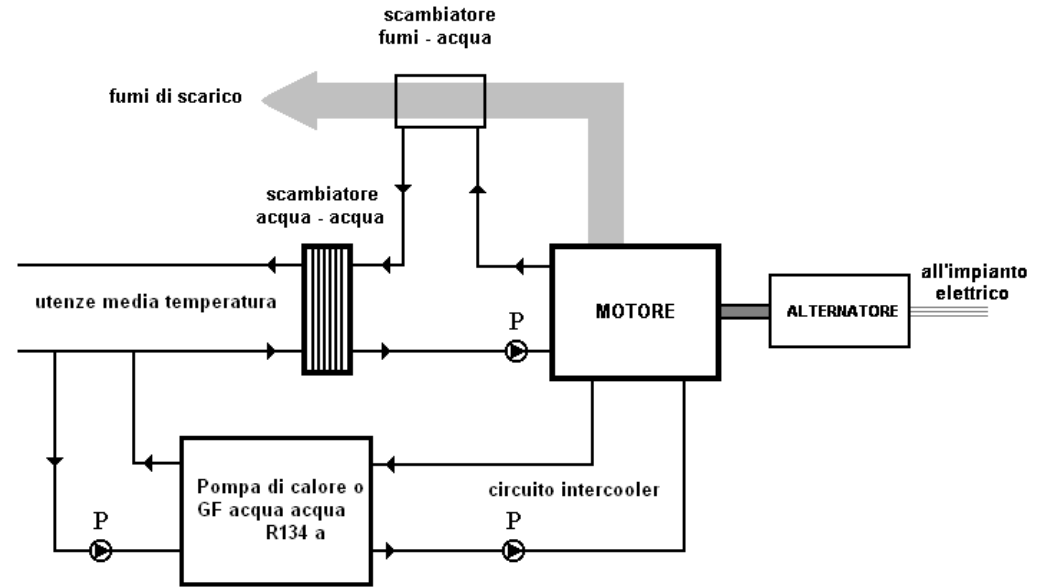 scambiatore
fumi - acqua
fumi di scarico
scambiatore
acqua - acqua
all'impianto
elettrico
utenze media temperatura
P
MOTORE
ALTERNATORE
Pompa di calore o
GF acqua acqua
R134 a
circuito intercooler
P
P